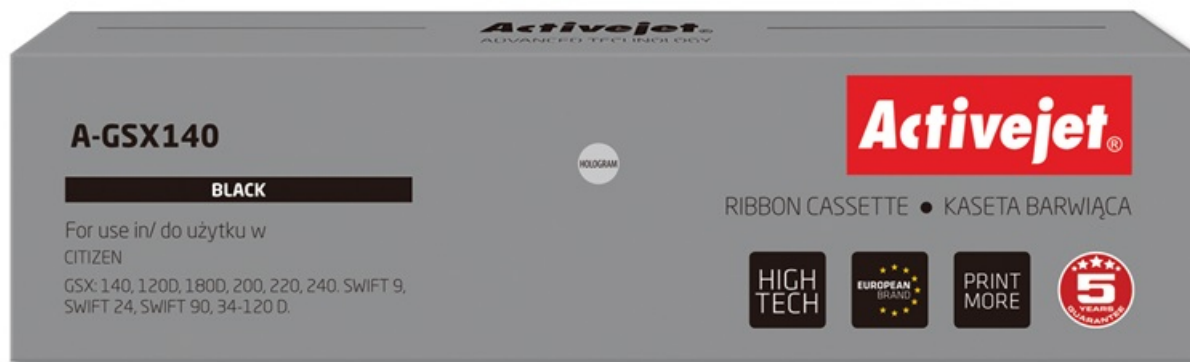 Activejet®
ADVANCED TECHNOLOGY
A-GSX140
BLACK
For use in/ do użytku w
CITIZEN
GSX: 140, 120D, 180D, 200, 220, 240. SWIFT 9,
SWIFT 24, SWIFT 90, 34-120 D.
HOLOGRAM
Activejet®
RIBBON CASSETTE ● KASETA BARWIĄCA
HIGH
TECH
EUROPEAN
BRAND
PRINT
MORE
5
YEARS
GUARANTEE